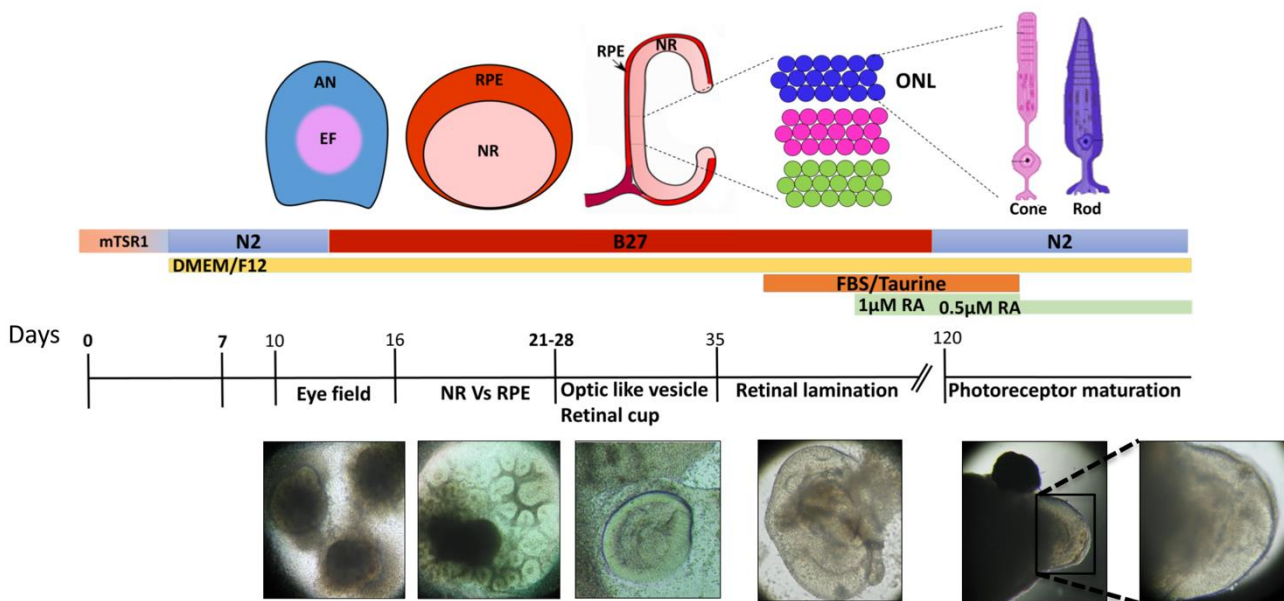 AN
EF
RPE
NR
RPE
NR
ONL
Cone
Rod
mTSR1
N2
B27
N2
DMEM/F12
FBS/Taurine
1µM RA
0.5µM RA
Days
0
7
10
16
21-28
35
120
Eye field
NR Vs RPE
Optic like vesicle
Retinal cup
Retinal lamination
Photoreceptor maturation